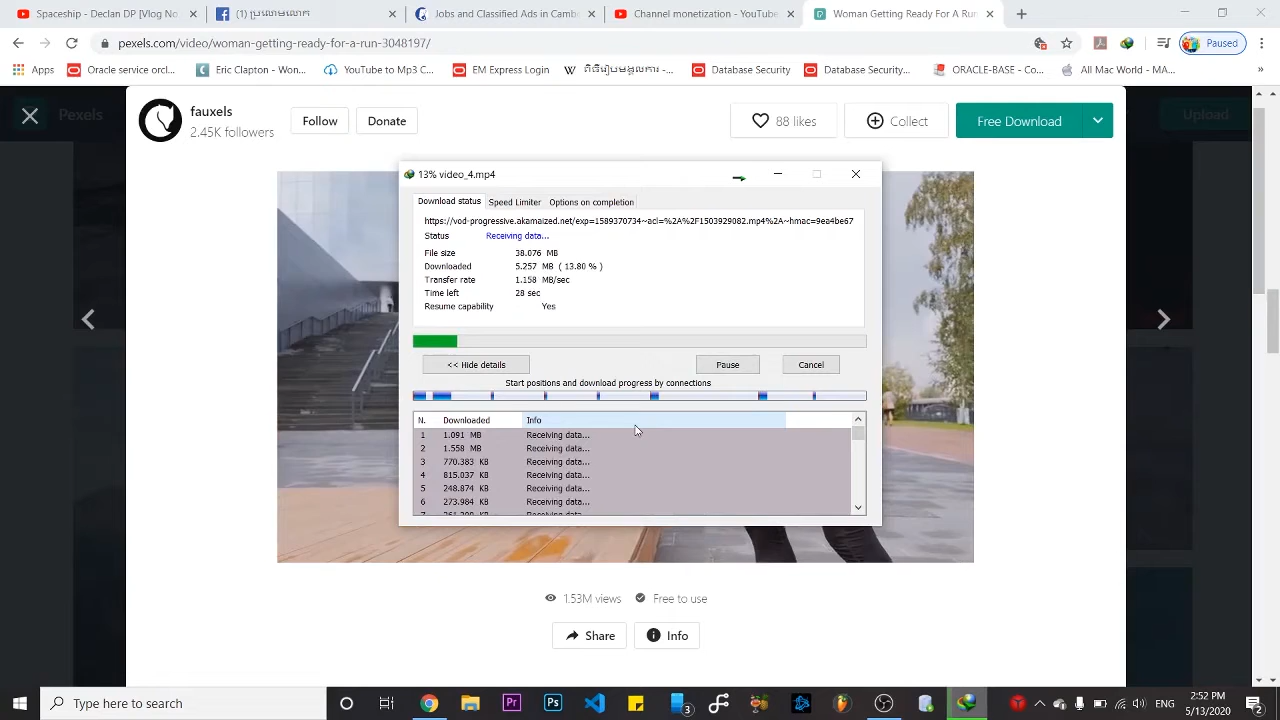 Spaceship - Declan DP [Vlog No
Jobs and Classified Ads in Camb
Channel monetization - YouTube
Woman Getting Ready For A Run
pexels.com/video/woman-getting-ready-for-a-run-3048197/
Paused
Apps
Oracle service orcl...
Eric Clapton - Won...
YouTube to Mp3 C...
EM Express Login
Database Security
Database Security...
ORACLE-BASE - Co...
All Mac World - MA...
»
Pexels
Upload
fauxels
2.45K followers
Follow
Donate
88 likes
Collect
Free Download
13% video_4.mp4
Download status
Speed Limiter
Options on completion
https://vod-progressive.akamaized.net/exp=1589370734~acl=%2A%2F1503929082.mp4%2A~hmac=9ea4be67
Status Receiving data...
File size 38.076 MB
Downloaded 5.257 MB ( 13.80 % )
Transfer rate 1.158 MB/sec
Time left 28 sec
Resume capability Yes
<< Hide details
Pause
Cancel
Start positions and download progress by connections
N. Downloaded Info
1 1.091 MB Receiving data...
2 1.558 MB Receiving data...
3 770.383 KB Receiving data...
4 815.037 KB Receiving data...
5 248.874 KB Receiving data...
6 273.984 KB Receiving data...
1.53M views
Free to use
Share
Info
Type here to search
Pr
Ps
3
2:52 PM
5/13/2020
2